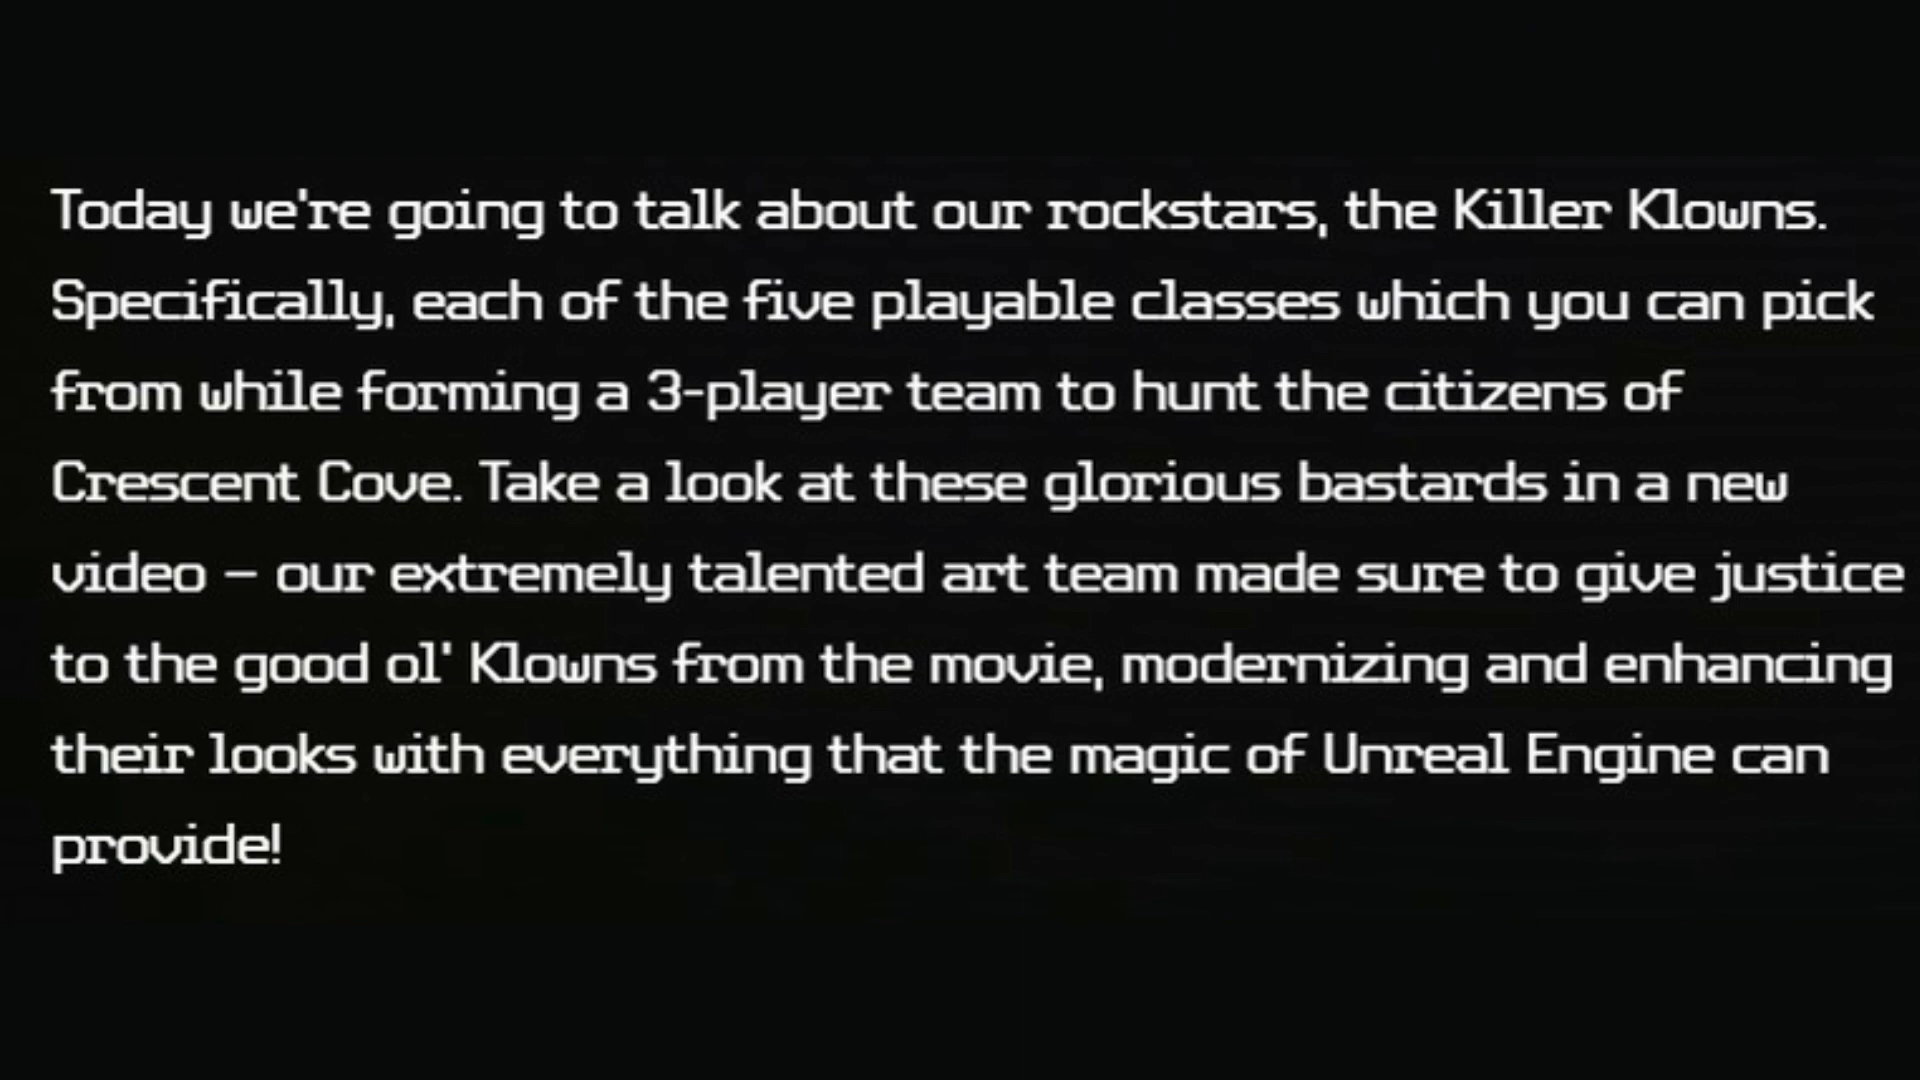 Today we're going to talk about our rockstars, the Killer Klowns.
Specifically, each of the five playable classes which you can pick
from while forming a 3-player team to hunt the citizens of
Crescent Cove. Take a look at these glorious bastards in a new
video – our extremely talented art team made sure to give justice
to the good ol' Klowns from the movie, modernizing and enhancing
their looks with everything that the magic of Unreal Engine can
provide!